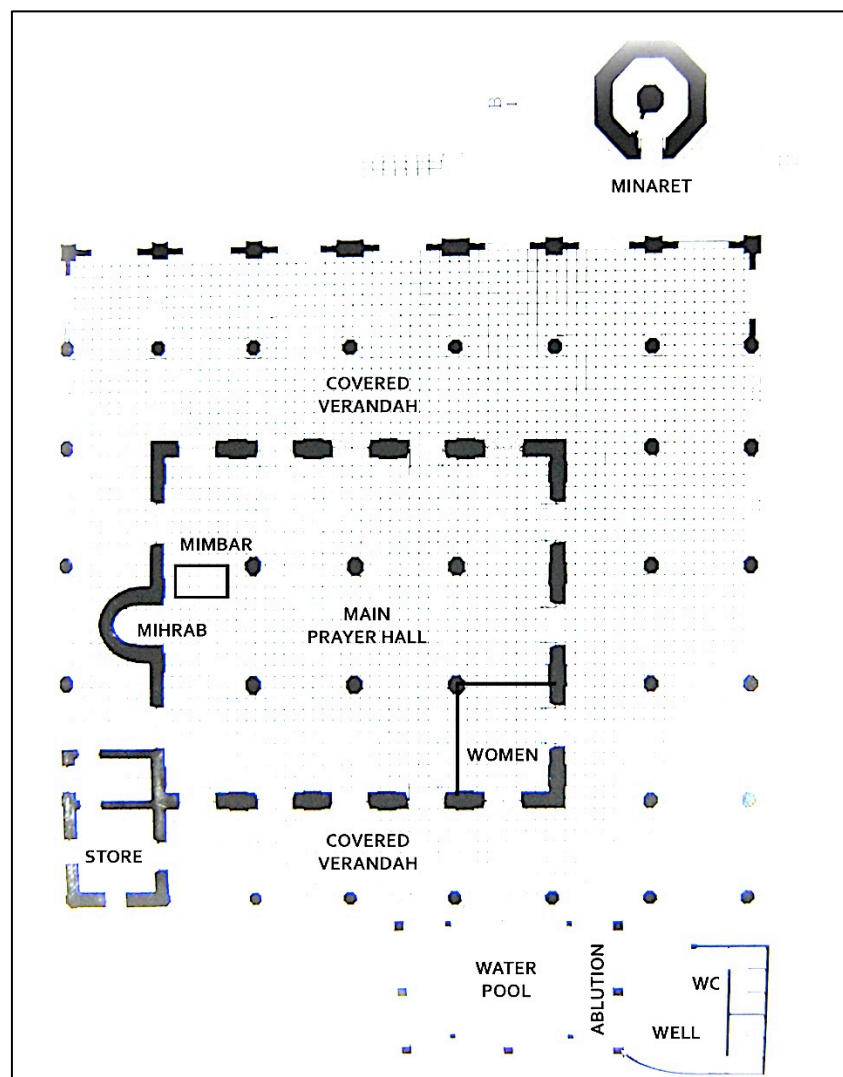 MINARET
COVERED
VERANDAH
MIMBAR
MIHRAB
MAIN
PRAYER HALL
WOMEN
COVERED
VERANDAH
STORE
WATER
POOL
ABLUTION
WC
WELL